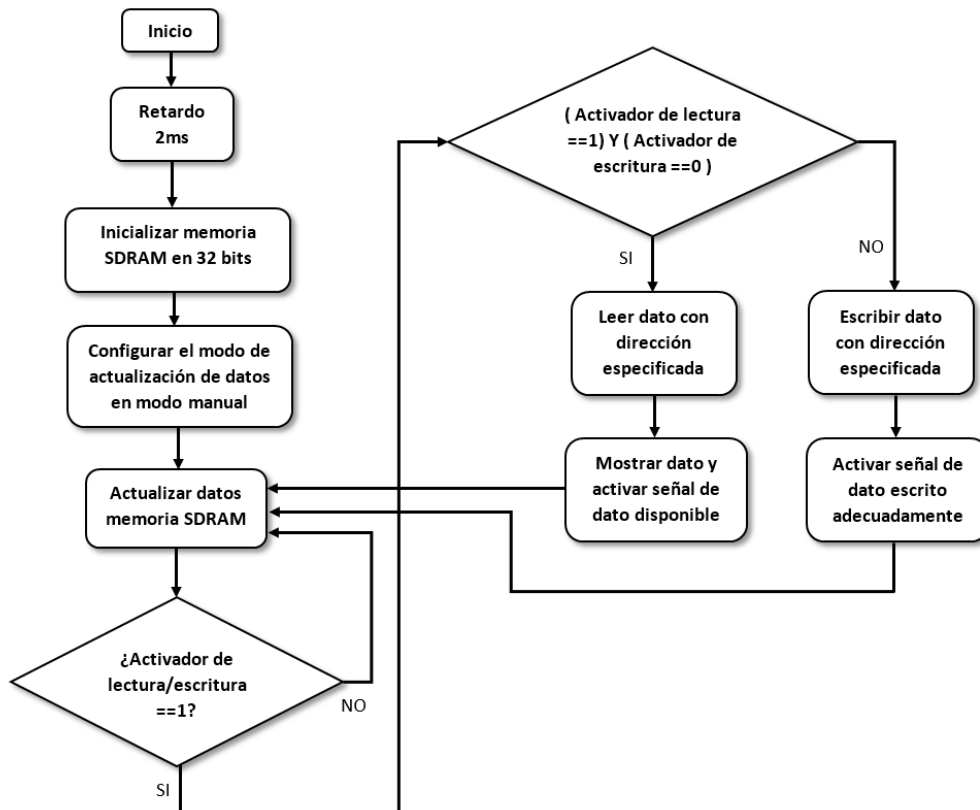 Inicio
Retardo
2ms
Inicializar memoria
SDRAM en 32 bits
Configurar el modo de
actualización de datos
en modo manual
Actualizar datos
memoria SDRAM
¿Activador de
lectura/escritura
==1?
NO
SI
( Activador de lectura
==1) Y ( Activador de
escritura ==0 )
SI
NO
Leer dato con
dirección
especificada
Escribir dato
con dirección
especificada
Mostrar dato y
activar señal de
dato disponible
Activar señal de
dato escrito
adecuadamente